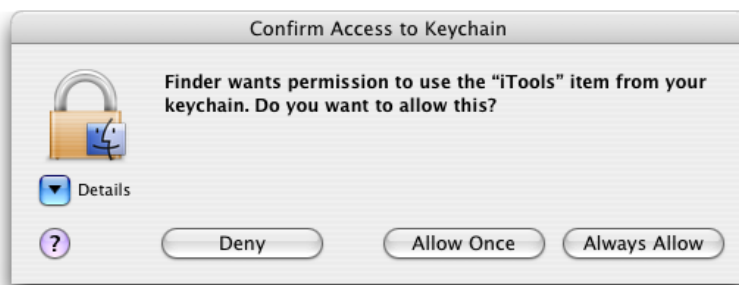 Confirm Access to Keychain
Finder wants permission to use the “iTools” item from your
keychain. Do you want to allow this?
Details
?
Deny
Allow Once
Always Allow